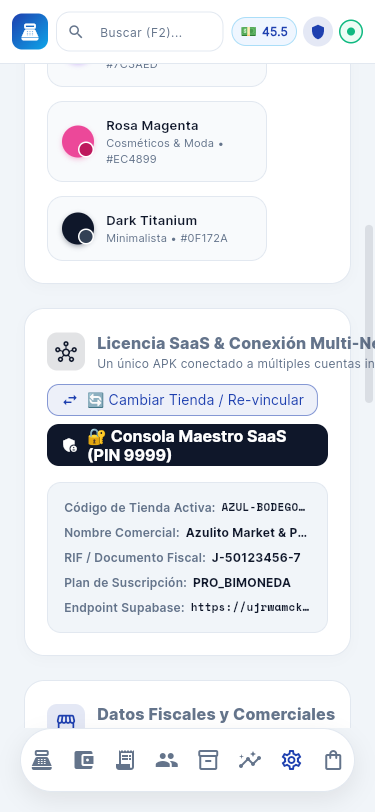 Buscar (F2)...
45.5
#7C3AED
Rosa Magenta
Cosméticos & Moda •
#EC4899
Dark Titanium
Minimalista • #0F172A
Licencia SaaS & Conexión Multi-
Un único APK conectado a múltiples cuentas
Cambiar Tienda / Re-vincular
Consola Maestro SaaS
(PIN 9999)
Código de Tienda Activa: AZUL-BODEGO…
Nombre Comercial: Azulito Market & P…
RIF / Documento Fiscal: J-50123456-7
Plan de Suscripción: PRO_BIMONEDA
Endpoint Supabase: https://ujrwamck…
Datos Fiscales y Comerciales